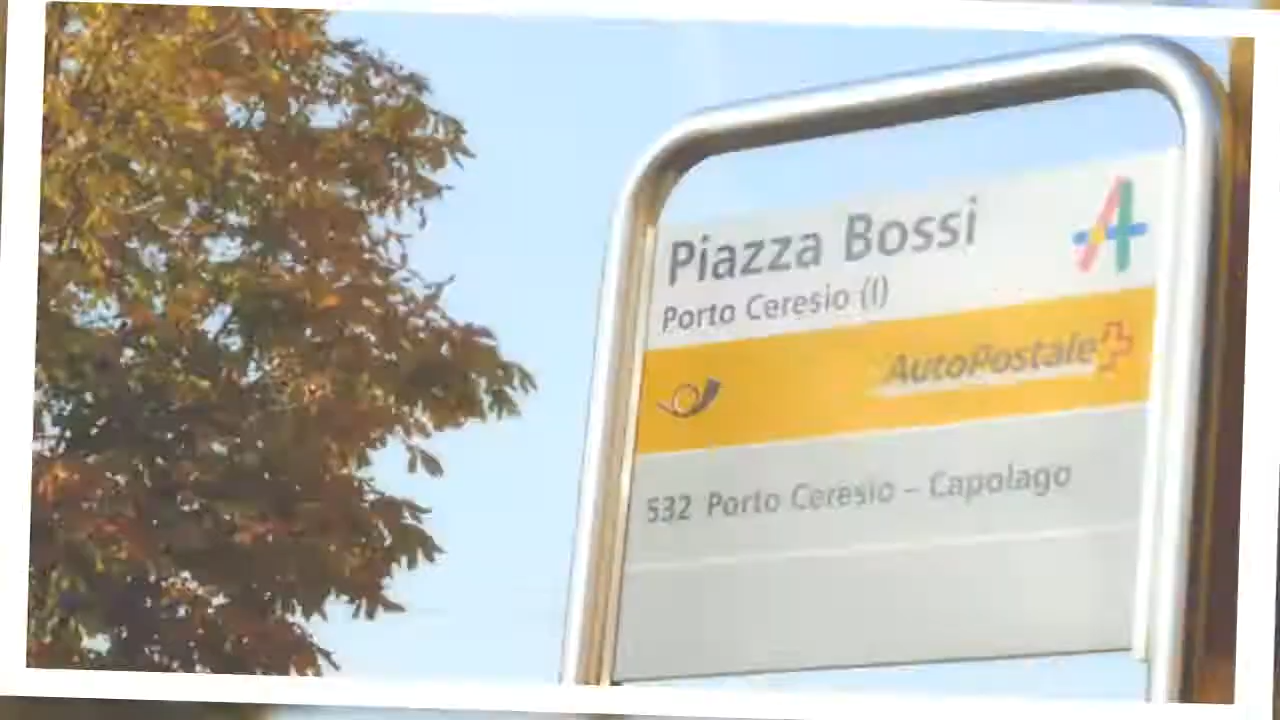 Piazza Bossi
Porto Ceresio (I)
AutoPostale
532 Porto Ceresio – Capolago